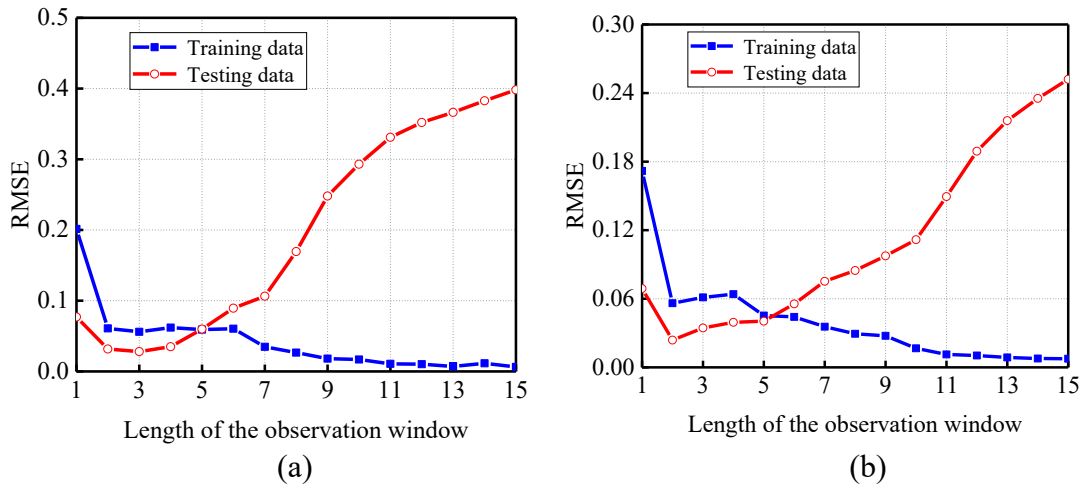 0.5
0.4
0.3
0.2
0.1
0.0
RMSE
Training data
Testing data
1 3 5 7 9 11 13 15
Length of the observation window
(a)
0.30
0.24
0.18
0.12
0.06
0.00
RMSE
Training data
Testing data
1 3 5 7 9 11 13 15
Length of the observation window
(b)